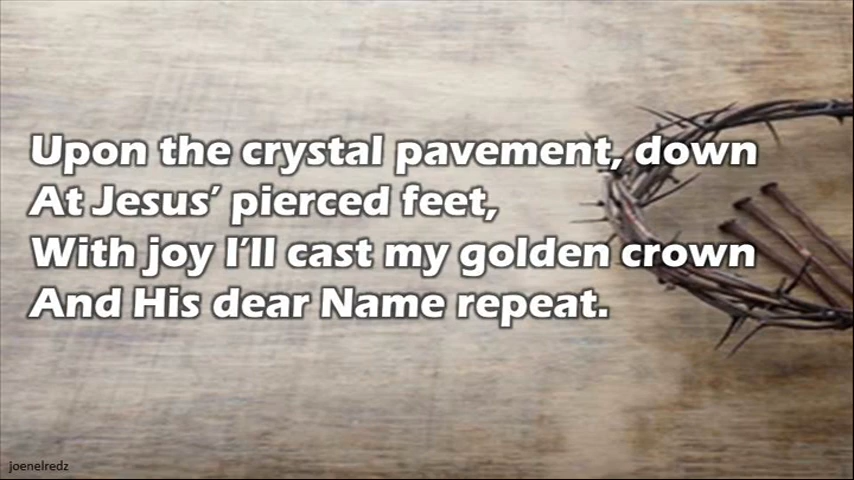 Upon the crystal pavement, down
At Jesus’ pierced feet,
With joy I’ll cast my golden crown
And His dear Name repeat.
joenelredz